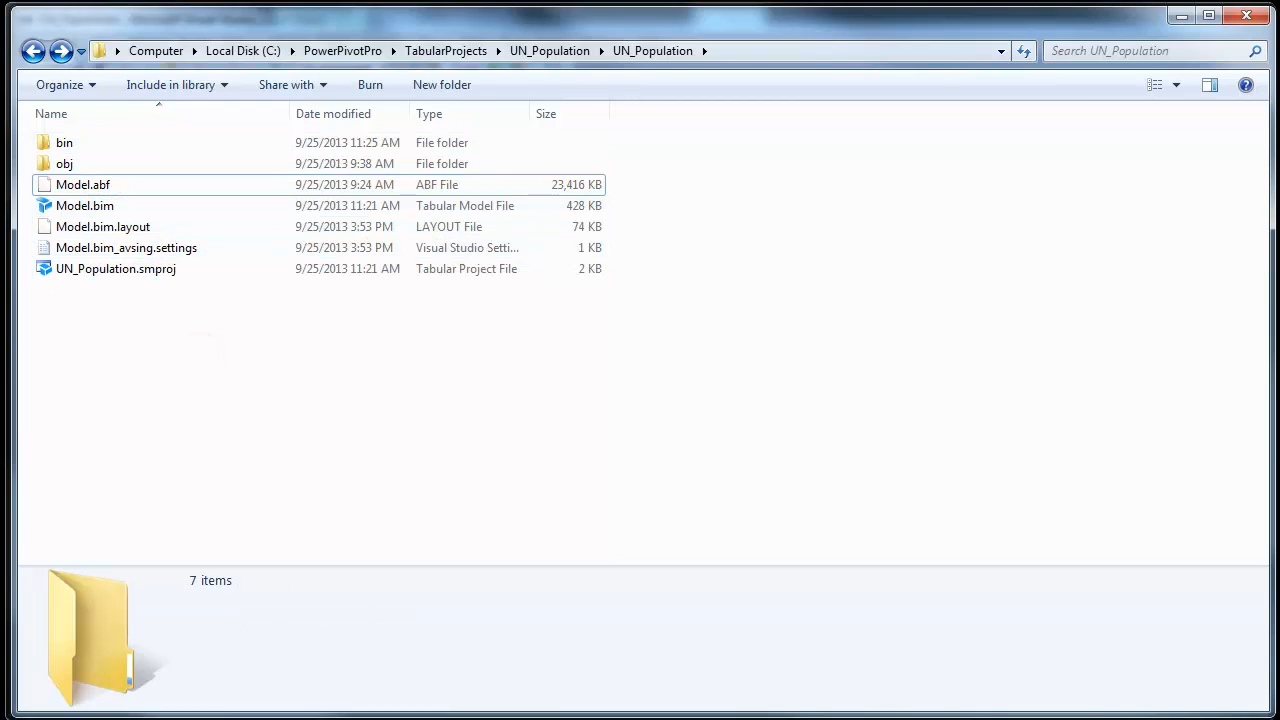 Computer Local Disk (C:) PowerPivotPro TabularProjects UN_Population UN_Population Search UN_Population
Organize Include in library Share with Burn New folder
Name Date modified Type Size
bin 9/25/2013 11:25 AM File folder
obj 9/25/2013 9:38 AM File folder
Model.abf 9/25/2013 9:24 AM ABF File 23,416 KB
Model.bim 9/25/2013 11:21 AM Tabular Model File 428 KB
Model.bim.layout 9/25/2013 3:53 PM LAYOUT File 74 KB
Model.bim_avsing.settings 9/25/2013 3:53 PM Visual Studio Setti... 1 KB
UN_Population.smproj 9/25/2013 11:21 AM Tabular Project File 2 KB
7 items